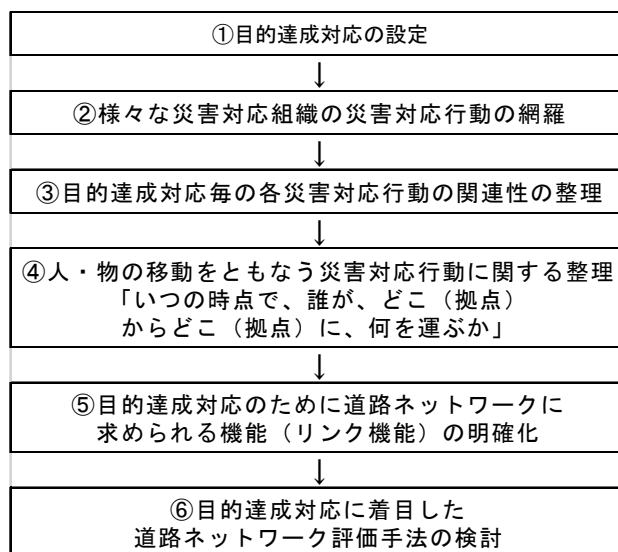 ①目的達成対応の設定
↓
②様々な災害対応組織の災害対応行動の網羅
↓
③目的達成対応毎の各災害対応行動の関連性の整理
↓
④人・物の移動をともなう災害対応行動に関する整理
「いつの時点で、誰が、どこ（拠点）
からどこ（拠点）に、何を運ぶか」
↓
⑤目的達成対応のために道路ネットワークに
求められる機能（リンク機能）の明確化
↓
⑥目的達成対応に着目した
道路ネットワーク評価手法の検討